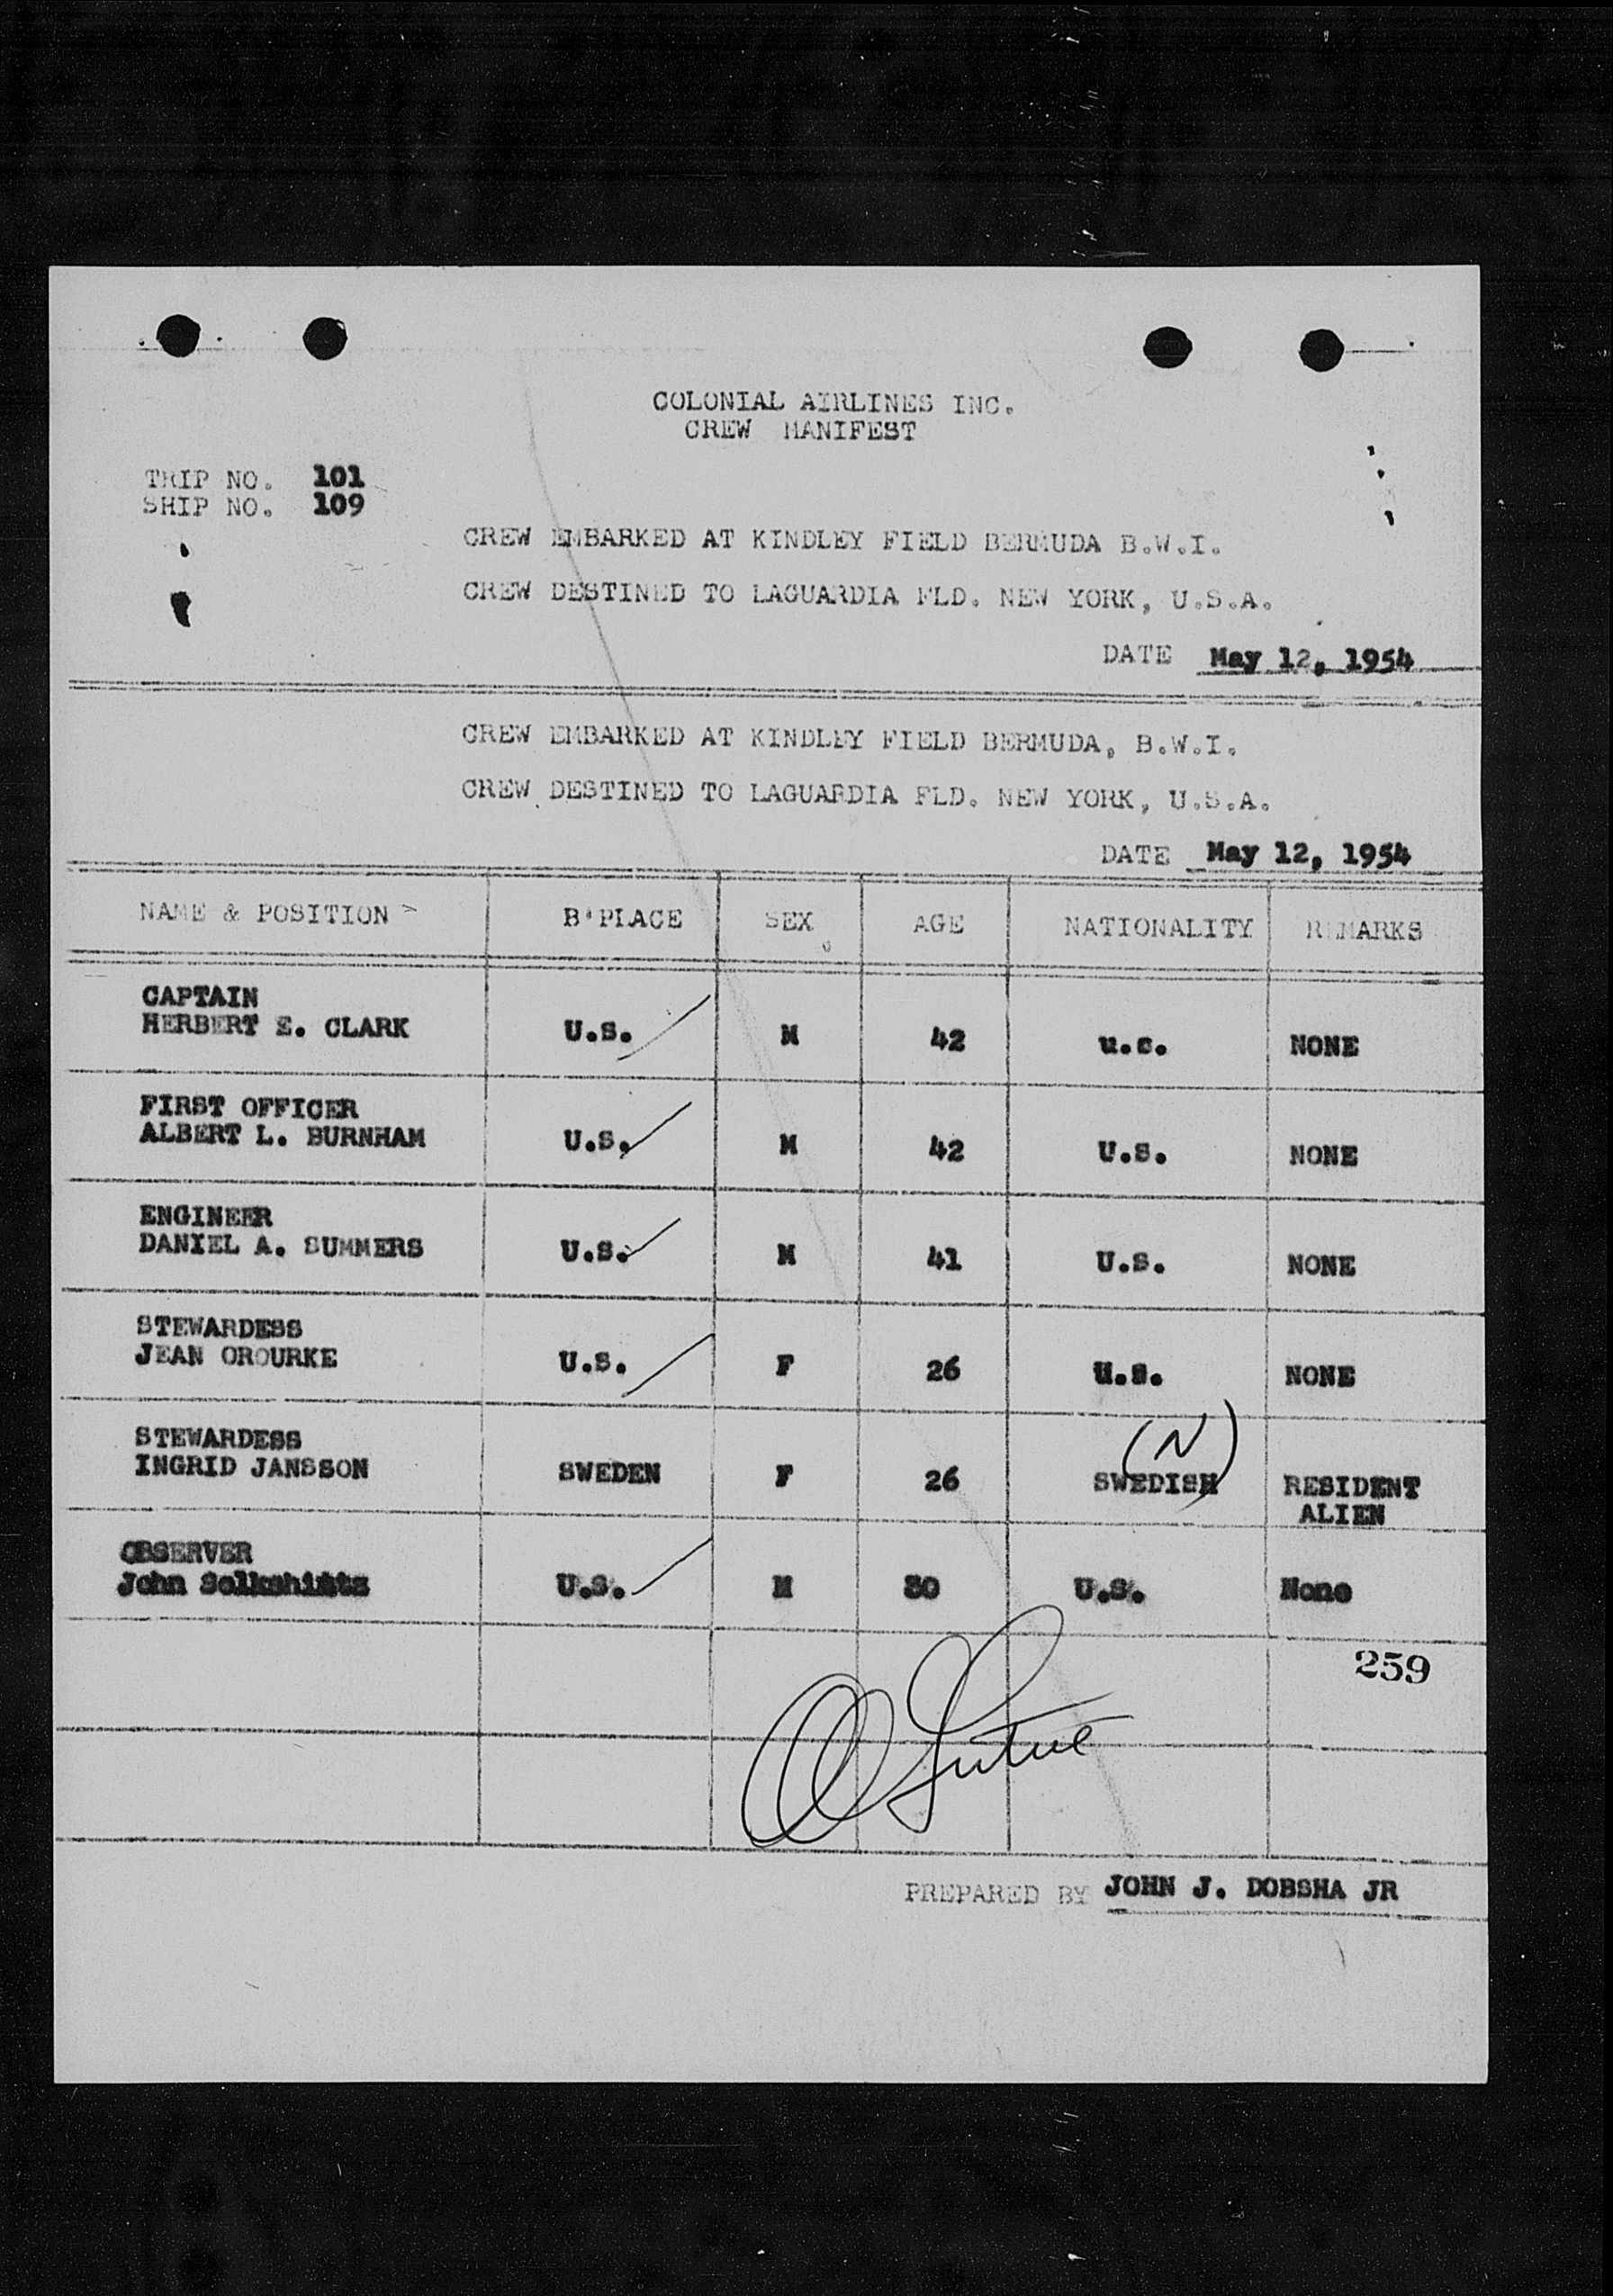 COLONIAL AIRLINES INC.
CREW MANIFEST
TRIP NO. 101
SHIP NO. 109
CREW EMBARKED AT KINDLEY FIELD BERMUDA B.W.I.
CREW DESTINED TO LAGUARDIA FLD. NEW YORK, U.S.A.
DATE May 12, 1954
CREW EMBARKED AT KINDLEY FIELD BERMUDA, B.W.I.
CREW DESTINED TO LAGUARDIA FLD. NEW YORK, U.S.A.
DATE May 12, 1954
NAME & POSITION B'PLACE SEX AGE NATIONALITY REMARKS
CAPTAIN
HERBERT E. CLARK U.S. M 42 u.s. NONE
FIRST OFFICER
ALBERT L. BURNHAM U.S. M 42 U.S. NONE
ENGINEER
DANIEL A. SUMMERS U.S. M 41 U.S. NONE
STEWARDESS
JEAN OROURKE U.S. F 26 U.S. NONE
(N)
STEWARDESS
INGRID JANSSON SWEDEN F 26 SWEDISH RESIDENT
ALIEN
OBSERVER
John U.S. M 30 U.S. None
259
PREPARED BY JOHN J. DOBSHA JR